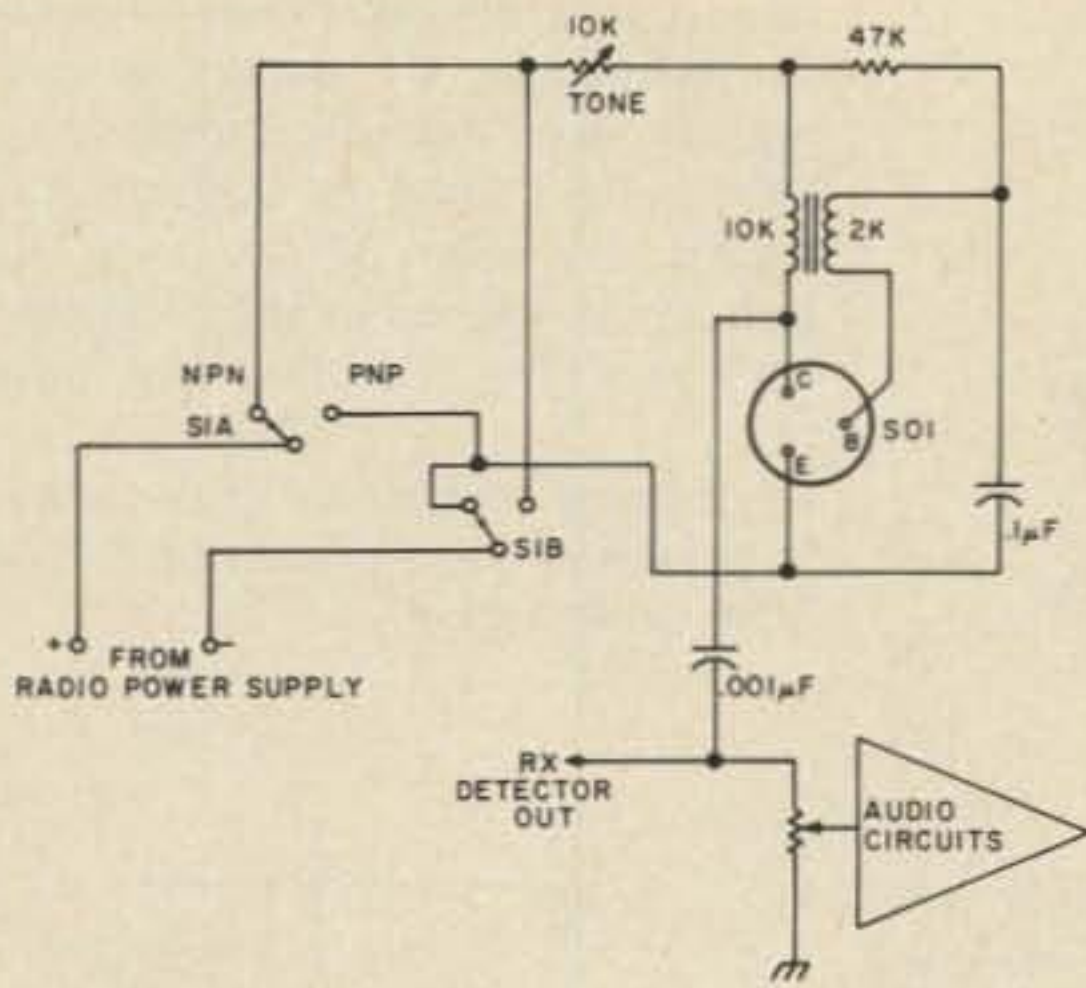 10K
TONE
47K
10K
2K
NPN
PNP
S1A
C
B
E
S01
S1B
.1µF
+
-
FROM
RADIO POWER SUPPLY
.001µF
RX
DETECTOR
OUT
AUDIO
CIRCUITS